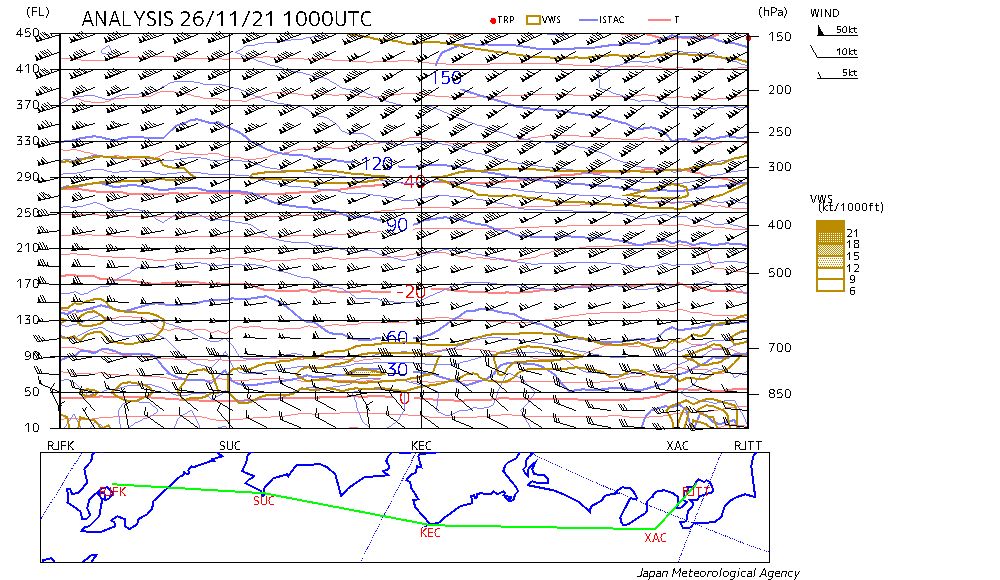 (FL) ANALYSIS 26/11/21 1000UTC TRP VWS ISTAC T (hPa) WIND
450 150 50kt
10kt
410 150 5kt
370 200
330 250
120
290 -40 300
VWS
(kt/1000ft)
250 90 400
21
18
210 15
12
500 9
170 -20 6
130 60
90 700
30
50 0 850
10
RJFK SUC KEC XAC RJTT
RJFK SUC KEC XAC RJTT
Japan Meteorological Agency